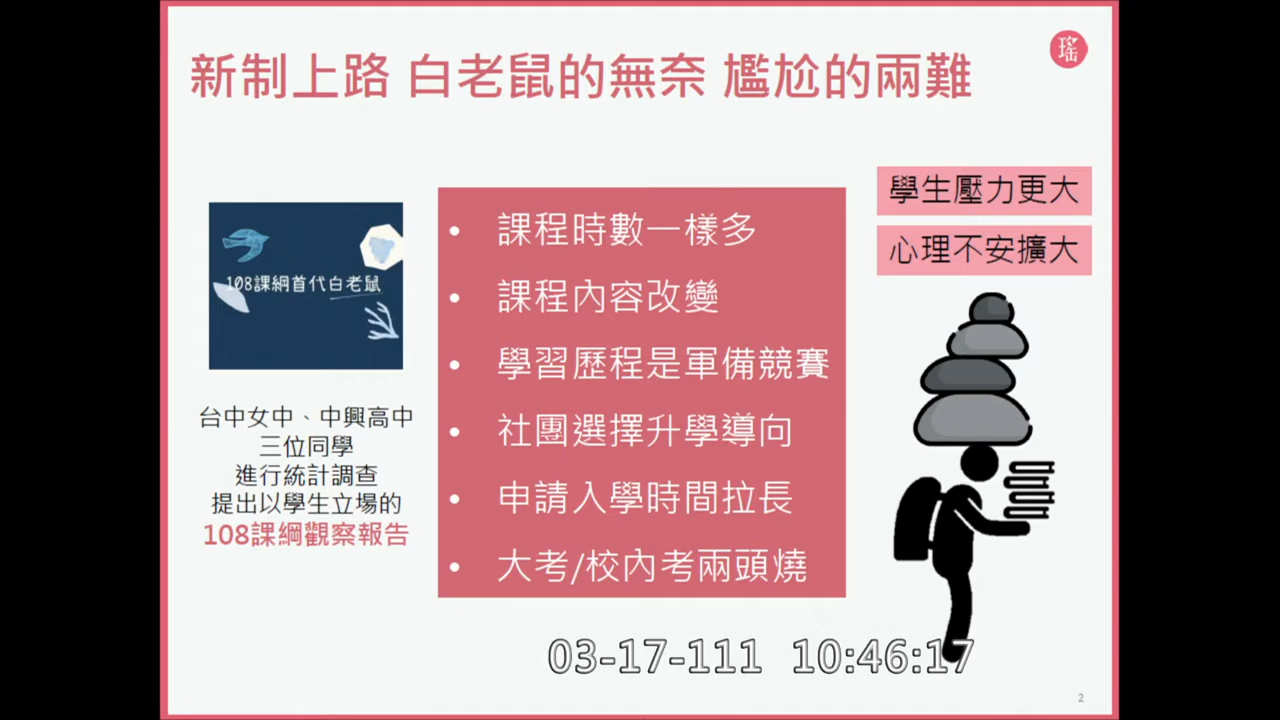 新制上路 白老鼠的無奈 尷尬的兩難
瑤
108課綱首代白老鼠
台中女中、中興高中
三位同學
進行統計調查
提出以學生立場的
108課綱觀察報告
• 課程時數一樣多
• 課程內容改變
• 學習歷程是軍備競賽
• 社團選擇升學導向
• 申請入學時間拉長
• 大考/校內考兩頭燒
學生壓力更大
心理不安擴大
03-17-111 10:46:17
2